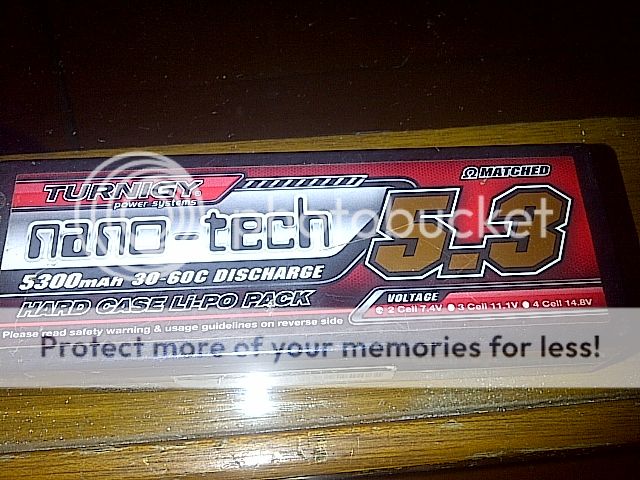 TURNIGY®
power systems
Ω MATCHED
nano-tech
5.3
5300mAh 30-60C DISCHARGE
HARD CASE Li-PO PACK
VOLTAGE
2 Cell 7.4V 3 Cell 11.1V 4 Cell 14.8V
Please read safety warning & usage guidelines on reverse side
photobucket
Protect more of your memories for less!